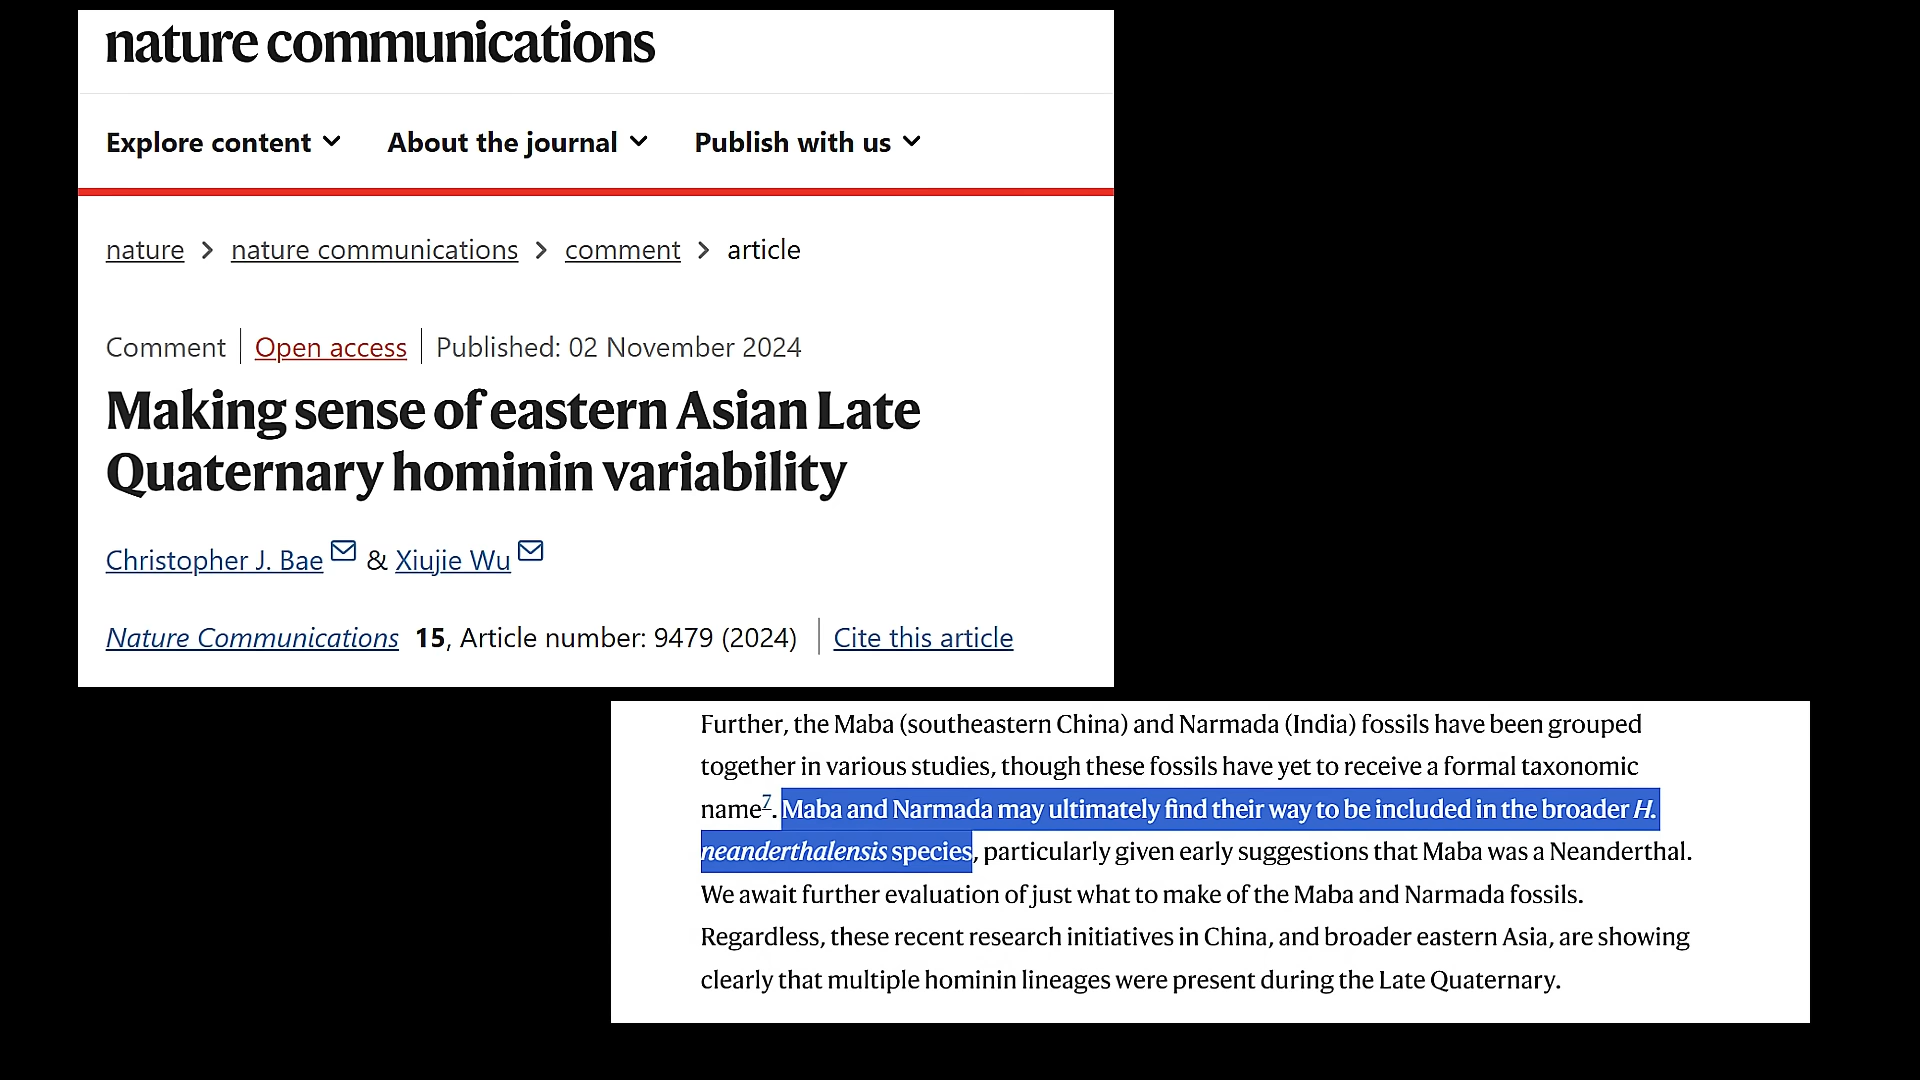 nature communications
Explore content About the journal Publish with us
nature > nature communications > comment > article
Comment | Open access | Published: 02 November 2024
Making sense of eastern Asian Late
Quaternary hominin variability
Christopher J. Bae & Xiujie Wu
Nature Communications 15, Article number: 9479 (2024) | Cite this article
Further, the Maba (southeastern China) and Narmada (India) fossils have been grouped
together in various studies, though these fossils have yet to receive a formal taxonomic
name7. Maba and Narmada may ultimately find their way to be included in the broader H.
neanderthalensis species, particularly given early suggestions that Maba was a Neanderthal.
We await further evaluation of just what to make of the Maba and Narmada fossils.
Regardless, these recent research initiatives in China, and broader eastern Asia, are showing
clearly that multiple hominin lineages were present during the Late Quaternary.